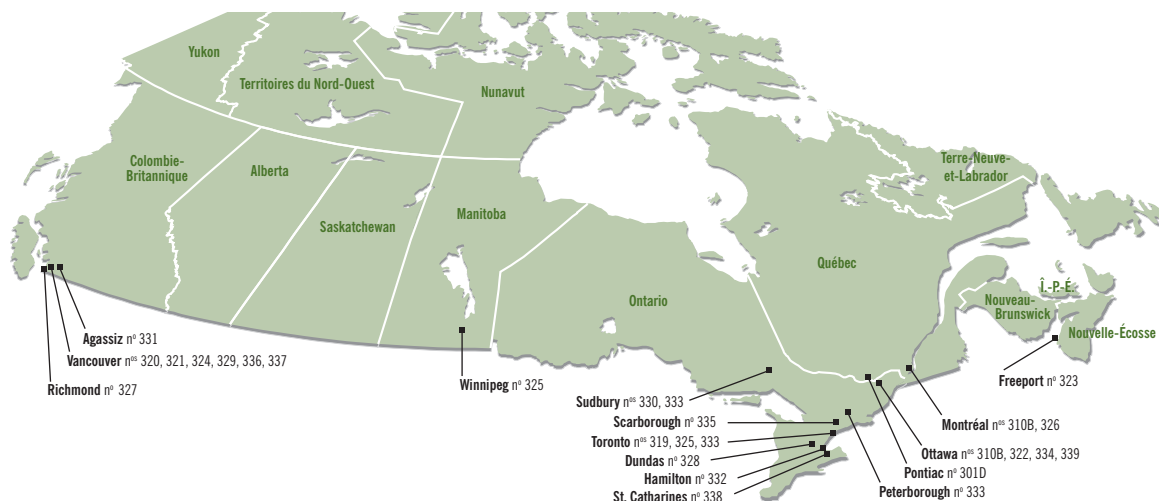 Yukon
Territoires du Nord-Ouest
Nunavut
Colombie-
Britannique
Alberta
Saskatchewan
Manitoba
Ontario
Québec
Terre-Neuve-
et-Labrador
Î.-P.-É.
Nouveau-
Brunswick
Nouvelle-Écosse
Agassiz nº 331
Vancouver nºs 320, 321, 324, 329, 336, 337
Richmond nº 327
Winnipeg nº 325
Sudbury nºs 330, 333
Scarborough nº 335
Toronto nºs 319, 325, 333
Dundas nº 328
Hamilton nº 332
St. Catharines nº 338
Freeport nº 323
Montréal nºs 310B, 326
Ottawa nºs 310B, 322, 334, 339
Pontiac nº 301D
Peterborough nº 333